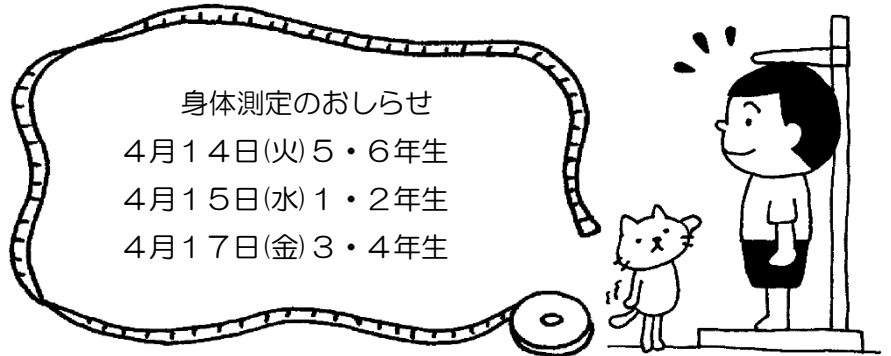 身体測定のおしらせ
４月１４日(火)５・６年生
４月１５日(水)１・２年生
４月１７日(金)３・４年生